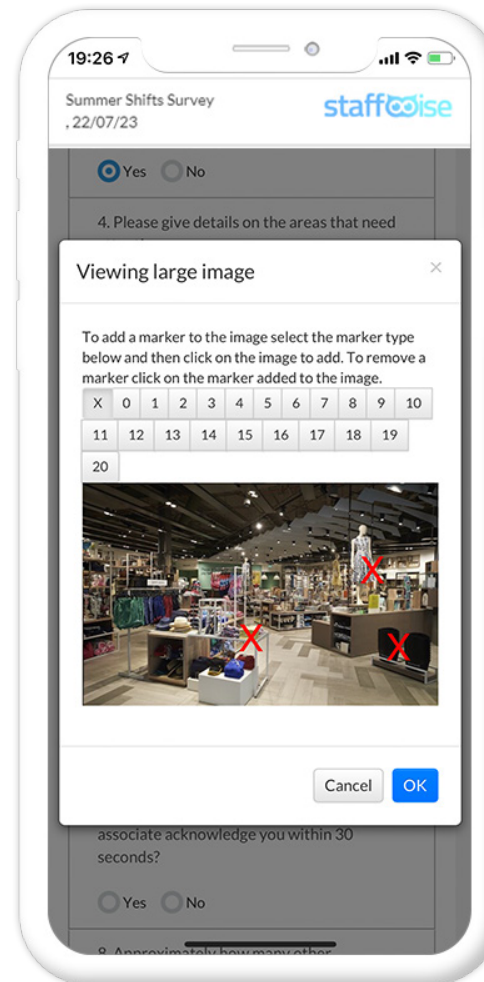 19:26
Summer Shifts Survey
, 22/07/23
staffwise
Yes No
4. Please give details on the areas that need
Viewing large image
×
To add a marker to the image select the marker type
below and then click on the image to add. To remove a
marker click on the marker added to the image.
X 0 1 2 3 4 5 6 7 8 9 10
11 12 13 14 15 16 17 18 19
20
X
X
X
Cancel OK
associate acknowledge you within 30
seconds?
Yes No
8. Approximately how many other